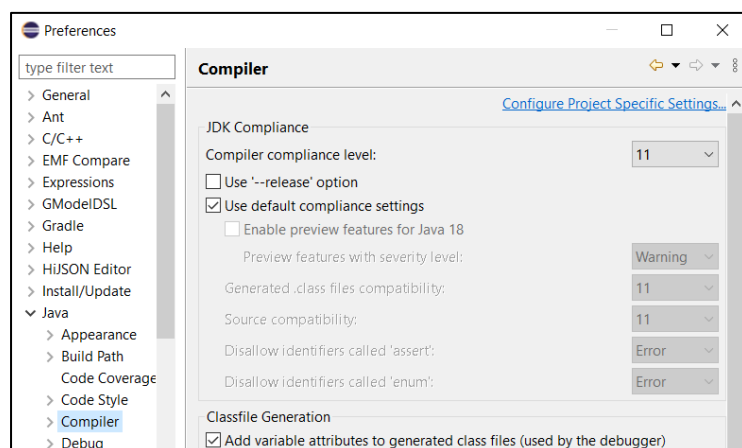 Preferences
type filter text
Compiler
General
Ant
C/C++
EMF Compare
Expressions
GModelDSL
Gradle
Help
HiJSON Editor
Install/Update
Java
Appearance
Build Path
Code Coverage
Code Style
Compiler
Debug
Configure Project Specific Settings...
JDK Compliance
Compiler compliance level: 11
Use '--release' option
Use default compliance settings
Enable preview features for Java 18
Preview features with severity level: Warning
Generated .class files compatibility: 11
Source compatibility: 11
Disallow identifiers called 'assert': Error
Disallow identifiers called 'enum': Error
Classfile Generation
Add variable attributes to generated class files (used by the debugger)